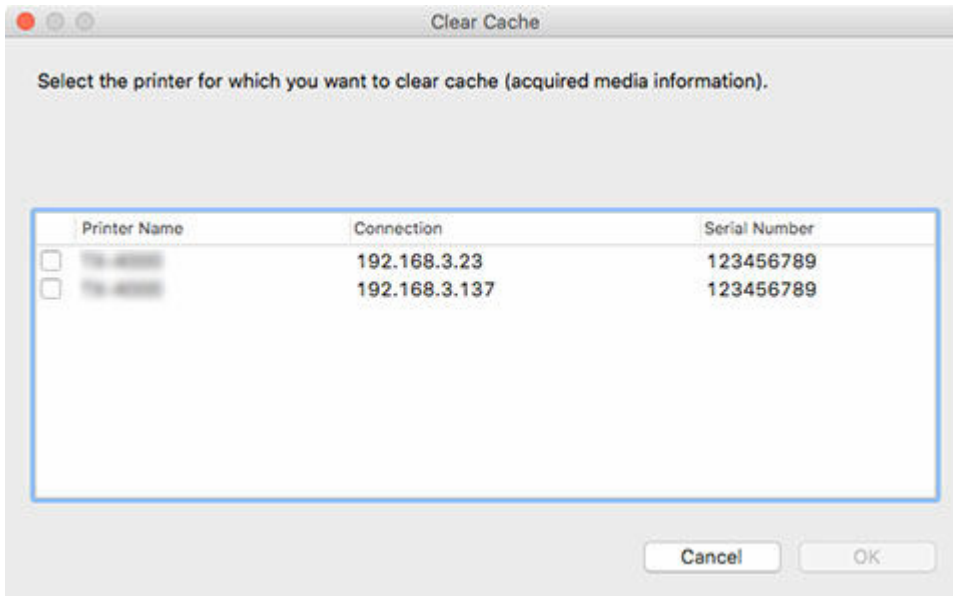 Clear Cache
Select the printer for which you want to clear cache (acquired media information).
Printer Name Connection Serial Number
192.168.3.23 123456789
192.168.3.137 123456789
Cancel OK